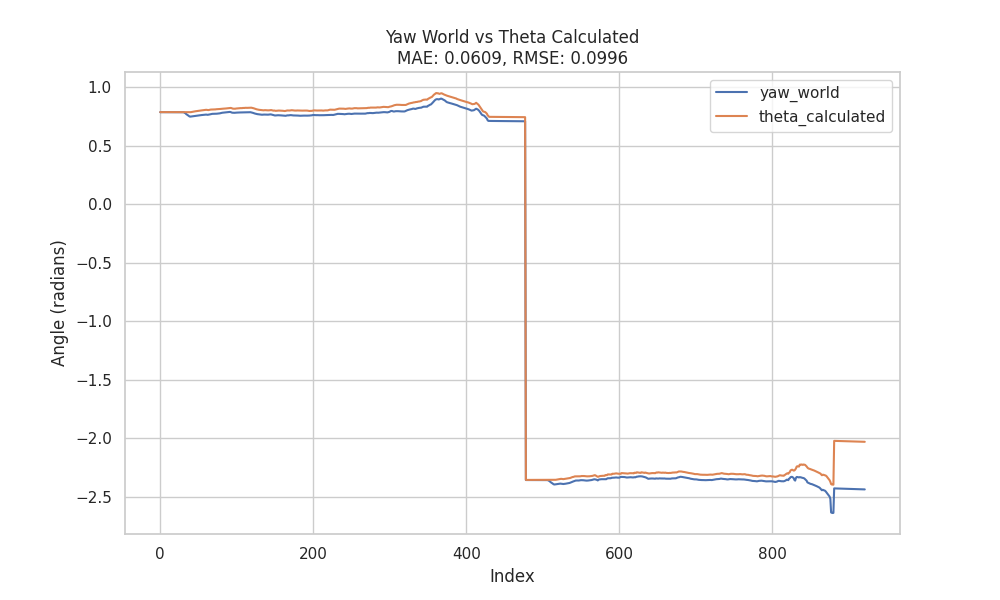 Yaw World vs Theta Calculated
MAE: 0.0609, RMSE: 0.0996
yaw_world
theta_calculated
Angle (radians)
1.0
0.5
0.0
−0.5
−1.0
−1.5
−2.0
−2.5
0 200 400 600 800
Index